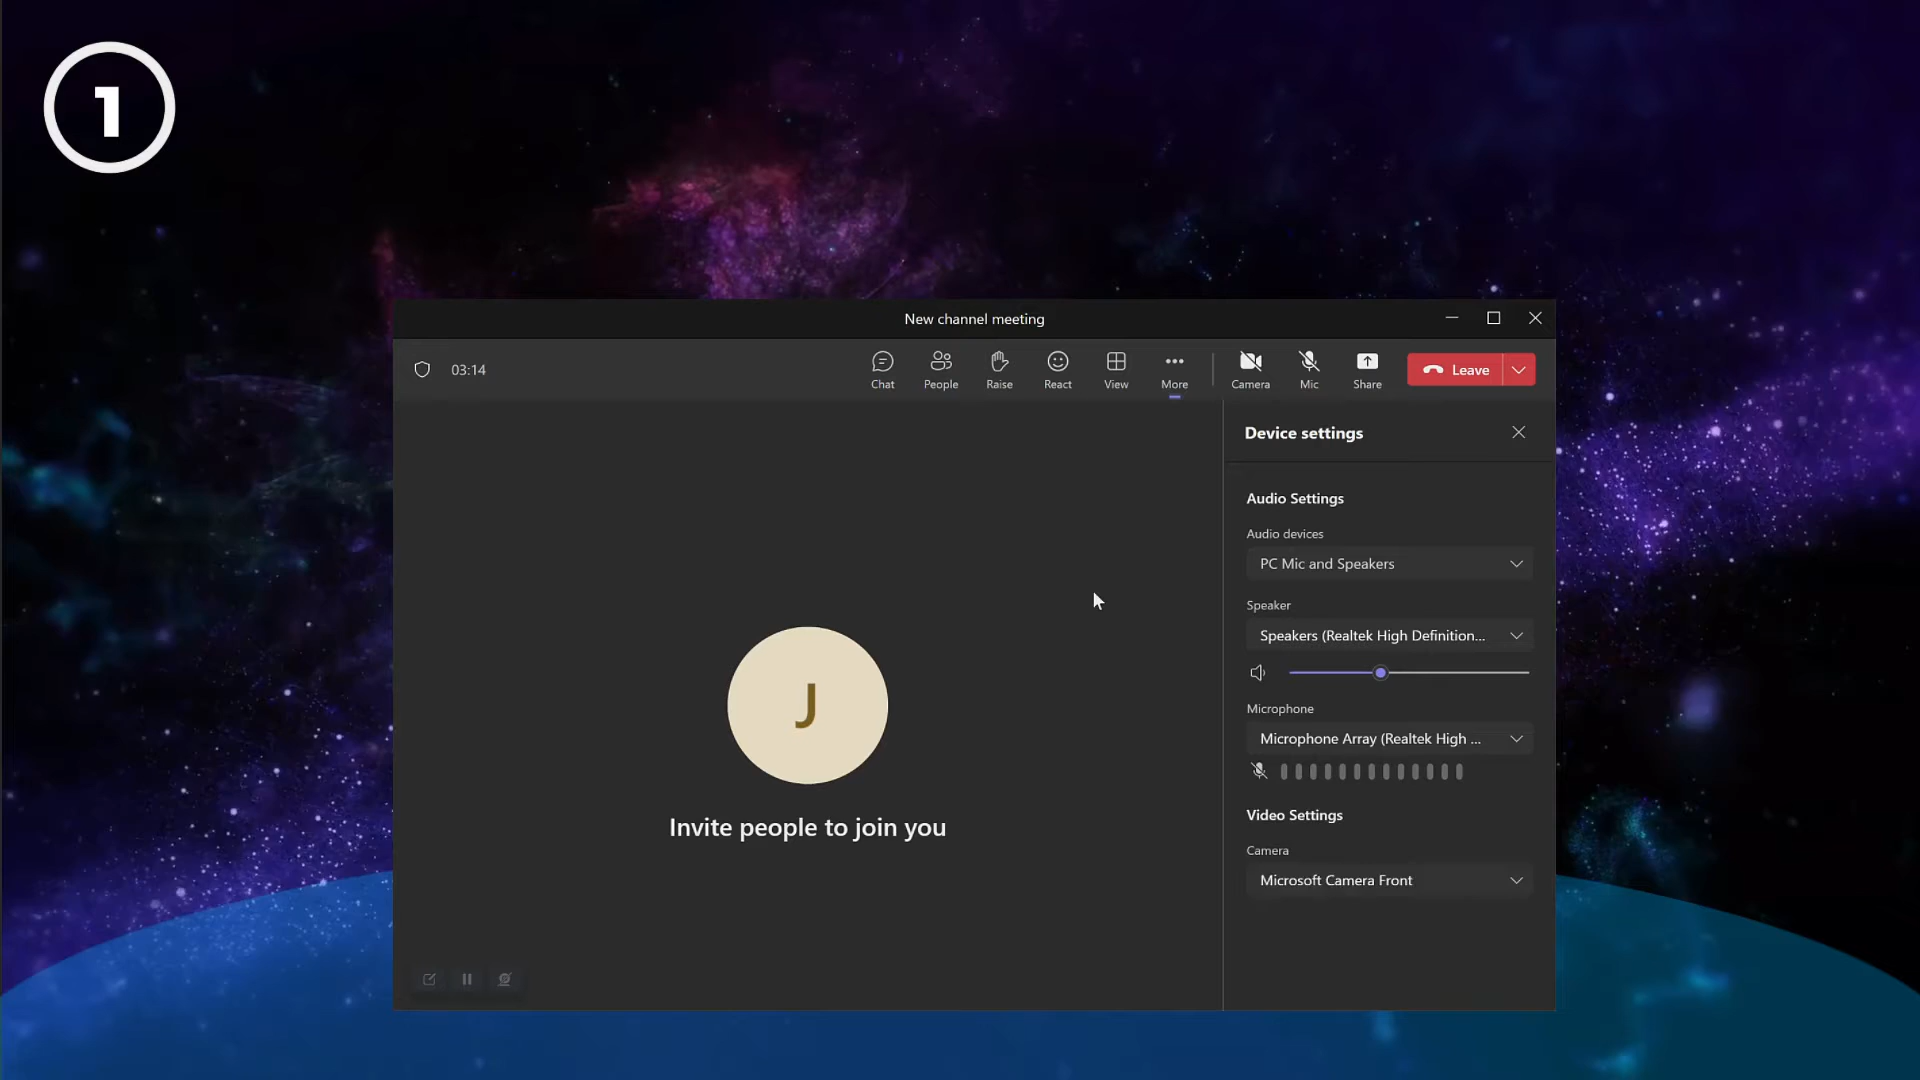 1
New channel meeting
03:14
Chat
People
Raise
React
View
More
Camera
Mic
Share
Leave
Device settings
Audio Settings
Audio devices
PC Mic and Speakers
Speaker
Speakers (Realtek High Definition...
Microphone
Microphone Array (Realtek High ...
Video Settings
Camera
Microsoft Camera Front
J
Invite people to join you